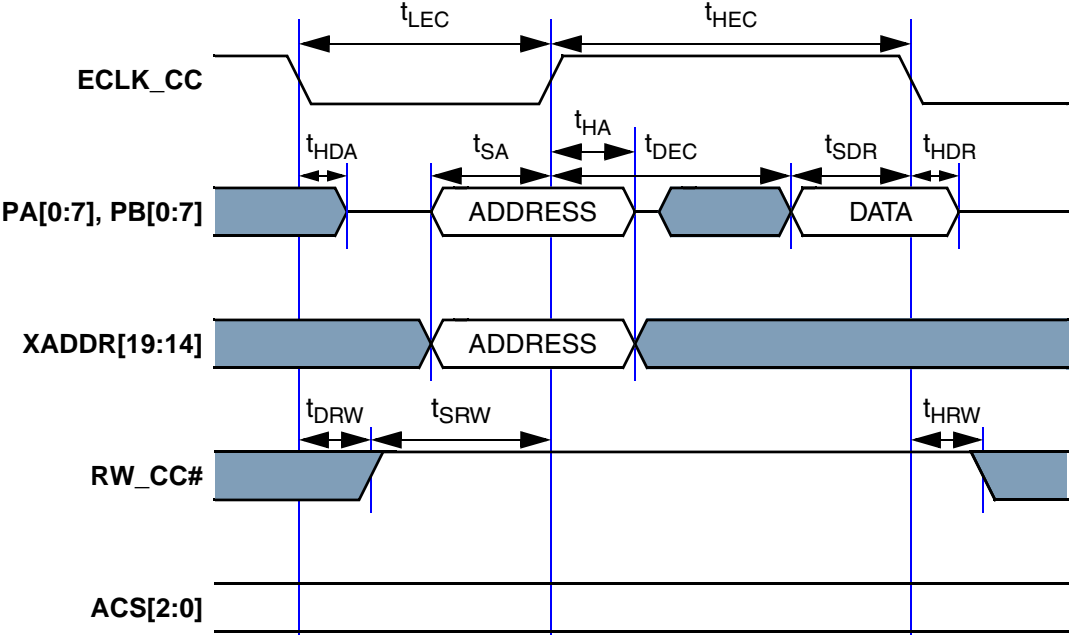 tLEC tHEC
ECLK_CC
tHA
tHDA tSA tDEC tSDR tHDR
PA[0:7], PB[0:7] ADDRESS DATA
XADDR[19:14] ADDRESS
tDRW tSRW tHRW
RW_CC#
ACS[2:0]